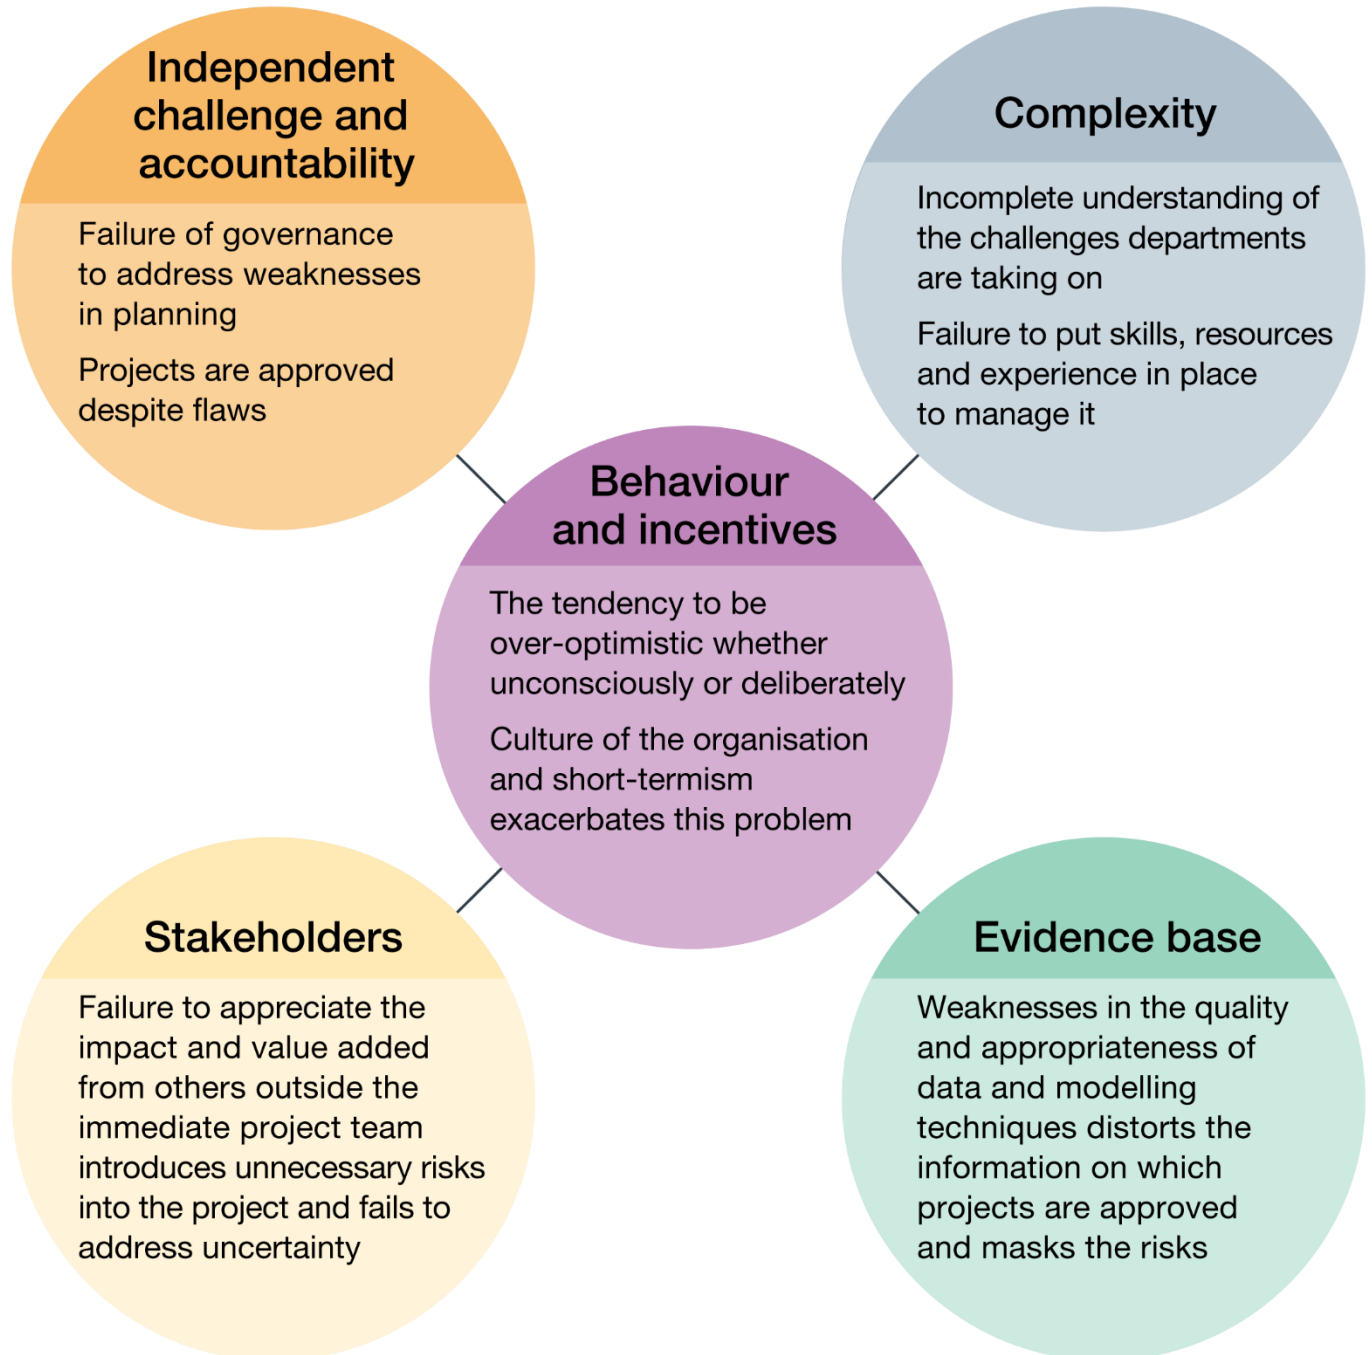 Independent
challenge and
accountability
Failure of governance
to address weaknesses
in planning
Projects are approved
despite flaws
Complexity
Incomplete understanding of
the challenges departments
are taking on
Failure to put skills, resources
and experience in place
to manage it
Behaviour
and incentives
The tendency to be
over-optimistic whether
unconsciously or deliberately
Culture of the organisation
and short-termism
exacerbates this problem
Stakeholders
Failure to appreciate the
impact and value added
from others outside the
immediate project team
introduces unnecessary risks
into the project and fails to
address uncertainty
Evidence base
Weaknesses in the quality
and appropriateness of
data and modelling
techniques distorts the
information on which
projects are approved
and masks the risks